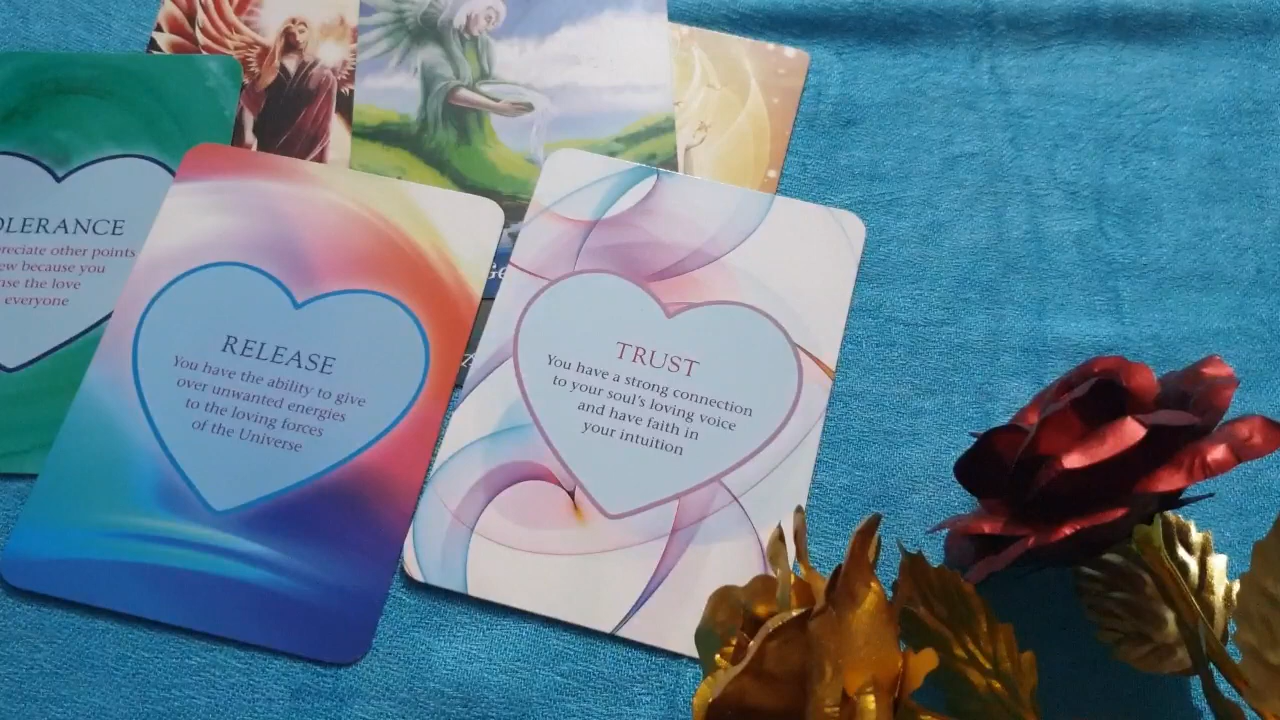 OLERANCE
reciate other points
ew because you
nse the love
everyone
RELEASE
You have the ability to give
over unwanted energies
to the loving forces
of the Universe
TRUST
You have a strong connection
to your soul's loving voice
and have faith in
your intuition
Ge